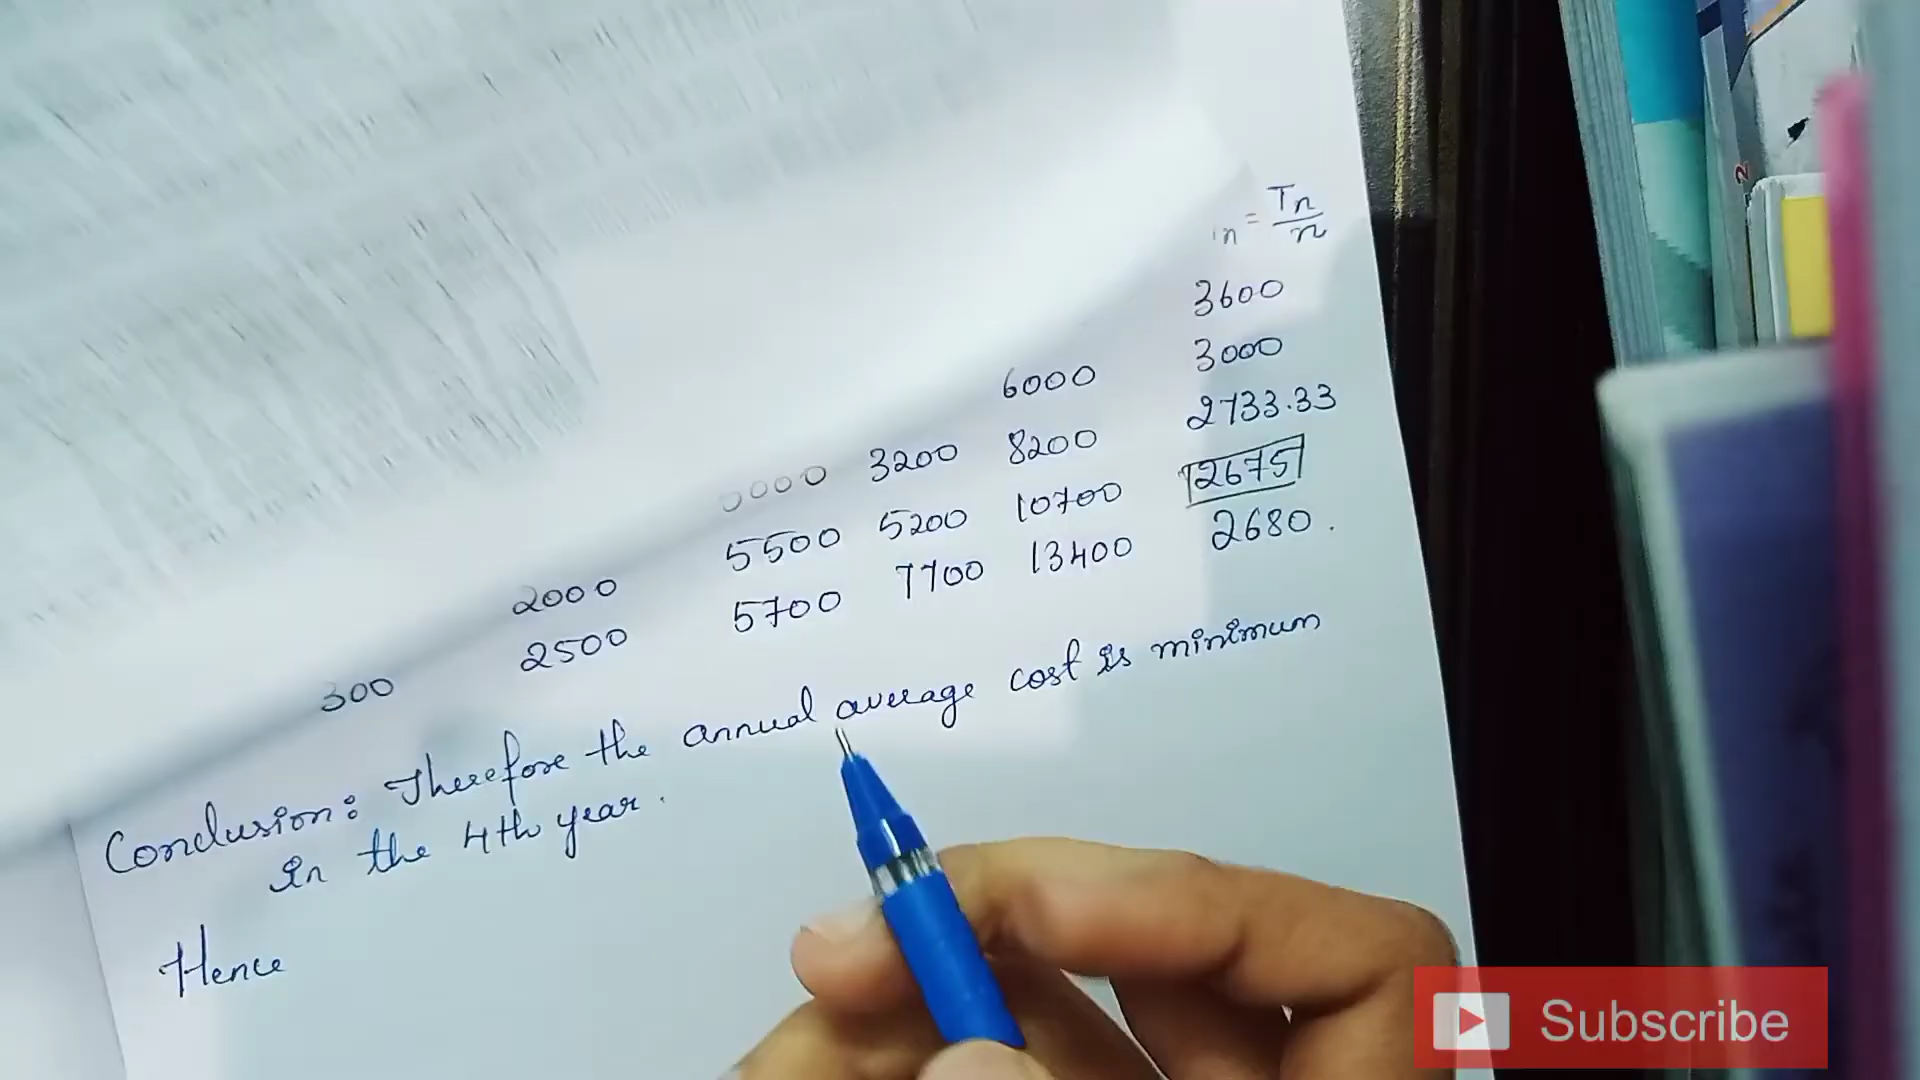 n = Tn/n
3600
6000 3000
3200 8200 2733.33
2000 5500 5200 10700 2675
300 2500 5700 7700 13400 2680.
Conclusion: Therefore the annual average cost is minimum
in the 4th year.
Hence
Subscribe